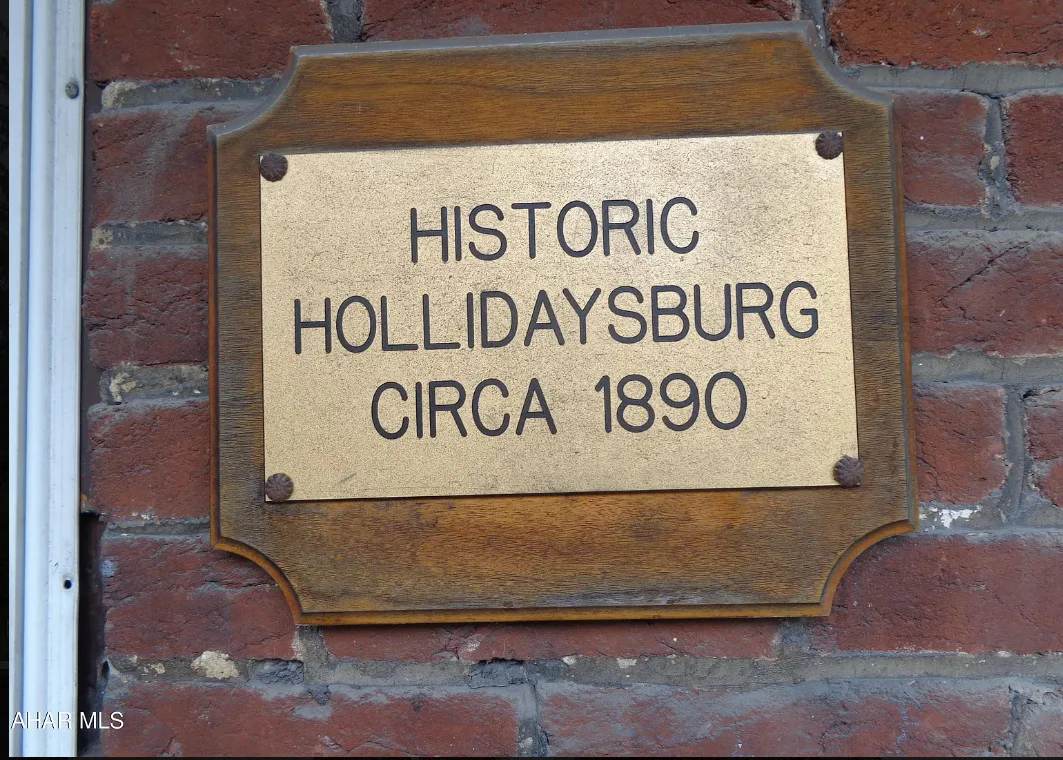 HISTORIC
HOLLIDAYSBURG
CIRCA 1890
AHAR MLS